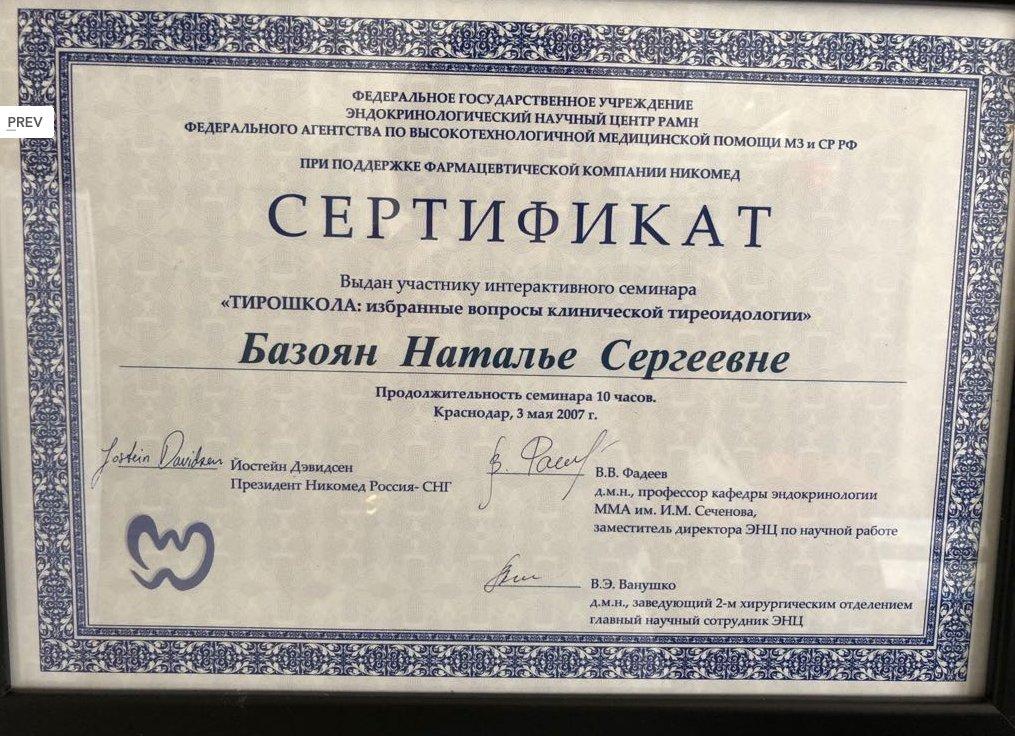 PREV
ФЕДЕРАЛЬНОЕ ГОСУДАРСТВЕННОЕ УЧРЕЖДЕНИЕ
ЭНДОКРИНОЛОГИЧЕСКИЙ НАУЧНЫЙ ЦЕНТР РАМН
ФЕДЕРАЛЬНОГО АГЕНТСТВА ПО ВЫСОКОТЕХНОЛОГИЧНОЙ МЕДИЦИНСКОЙ ПОМОЩИ МЗ и СР РФ
ПРИ ПОДДЕРЖКЕ ФАРМАЦЕВТИЧЕСКОЙ КОМПАНИИ НИКОМЕД
СЕРТИФИКАТ
Выдан участнику интерактивного семинара
«ТИРОШКОЛА: избранные вопросы клинической тиреоидологии»
Базоян Наталье Сергеевне
Продолжительность семинара 10 часов.
Краснодар, 3 мая 2007 г.
Jostein Davidsen
Йостейн Дэвидсен
Президент Никомед Россия- СНГ
В.В. Фадеев
д.м.н., профессор кафедры эндокринологии
ММА им. И.М. Сеченова,
заместитель директора ЭНЦ по научной работе
В.Э. Ванушко
д.м.н., заведующий 2-м хирургическим отделением
главный научный сотрудник ЭНЦ